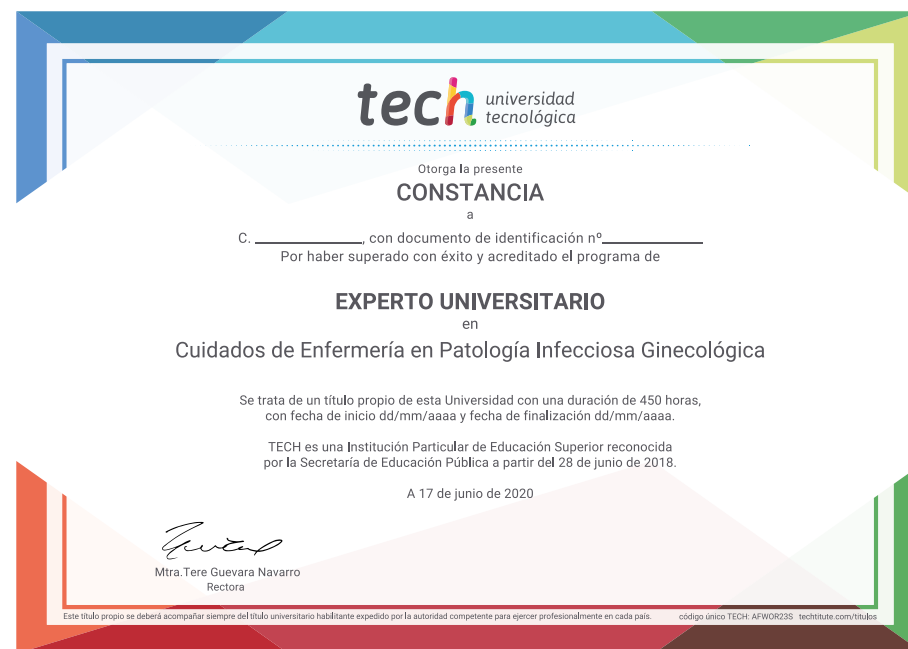 tech universidad
tecnológica
Otorga la presente
CONSTANCIA
a
C. ____________, con documento de identificación nº____________
Por haber superado con éxito y acreditado el programa de
EXPERTO UNIVERSITARIO
en
Cuidados de Enfermería en Patología Infecciosa Ginecológica
Se trata de un título propio de esta Universidad con una duración de 450 horas,
con fecha de inicio dd/mm/aaaa y fecha de finalización dd/mm/aaaa.
TECH es una Institución Particular de Educación Superior reconocida
por la Secretaría de Educación Pública a partir del 28 de junio de 2018.
A 17 de junio de 2020
Mtra.Tere Guevara Navarro
Rectora
Este título propio se deberá acompañar siempre del título universitario habilitante expedido por la autoridad competente para ejercer profesionalmente en cada país. código único TECH: AFWOR23S techtitute.com/titulos